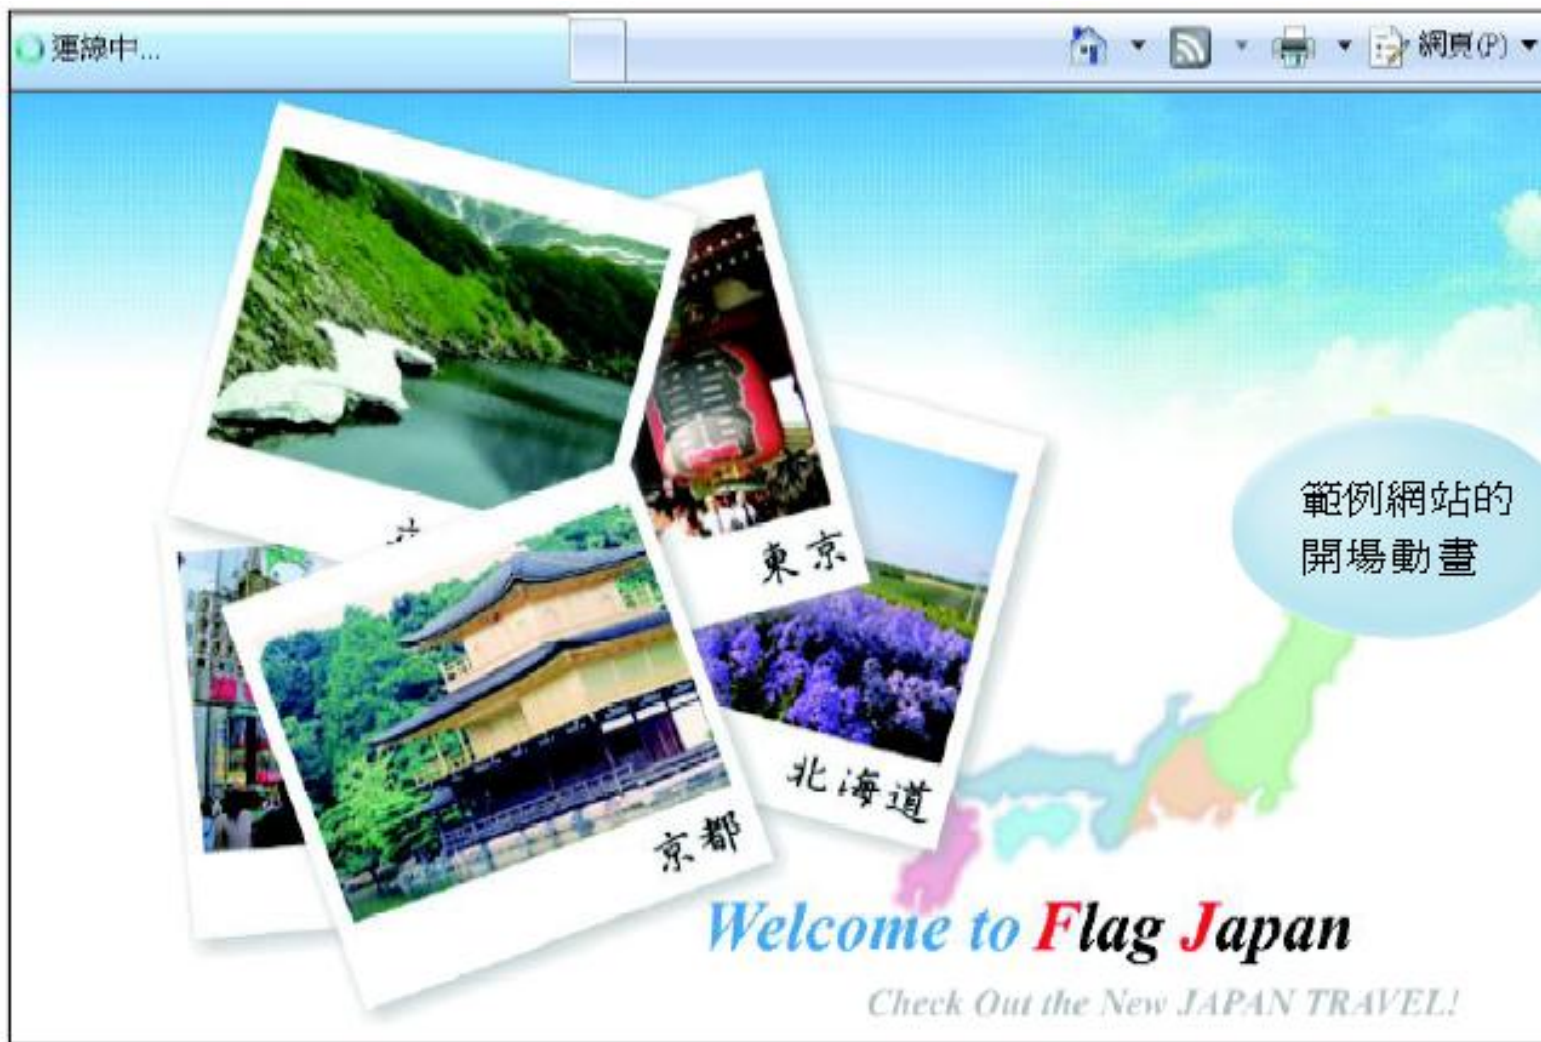 連線中...
網頁(P)
東京
北海道
京都
範例網站的
開場動畫
Welcome to Flag Japan
Check Out the New JAPAN TRAVEL!